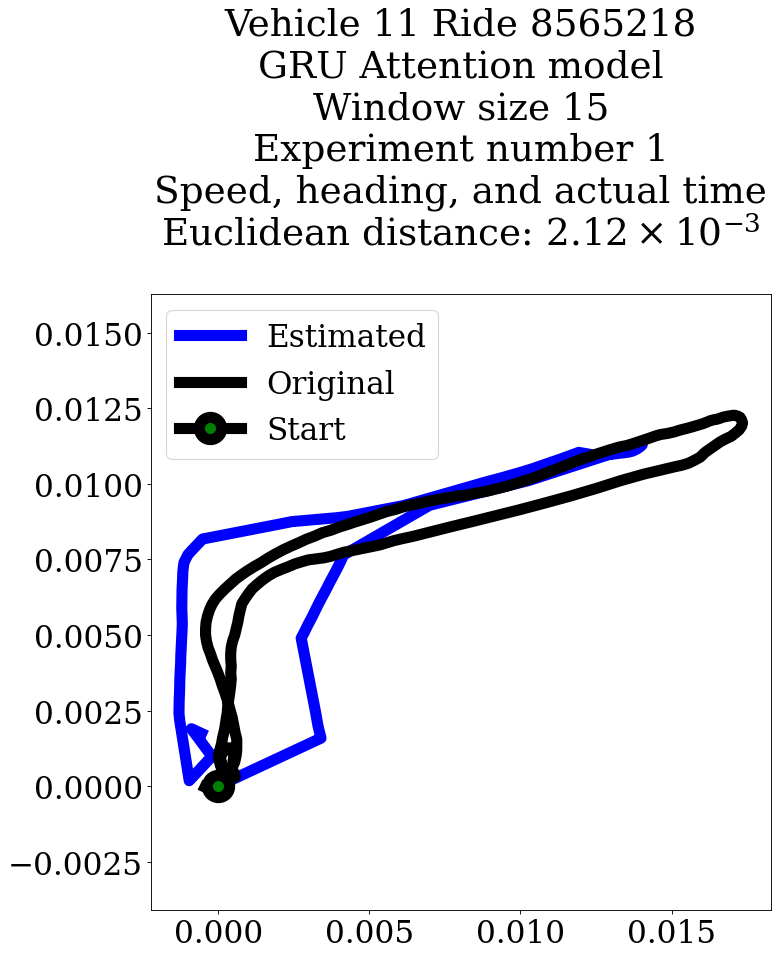 Vehicle 11 Ride 8565218
GRU Attention model
Window size 15
Experiment number 1
Speed, heading, and actual time
Euclidean distance: 2.12 × 10⁻³
Estimated
Original
Start
0.0150
0.0125
0.0100
0.0075
0.0050
0.0025
0.0000
−0.0025
0.000 0.005 0.010 0.015